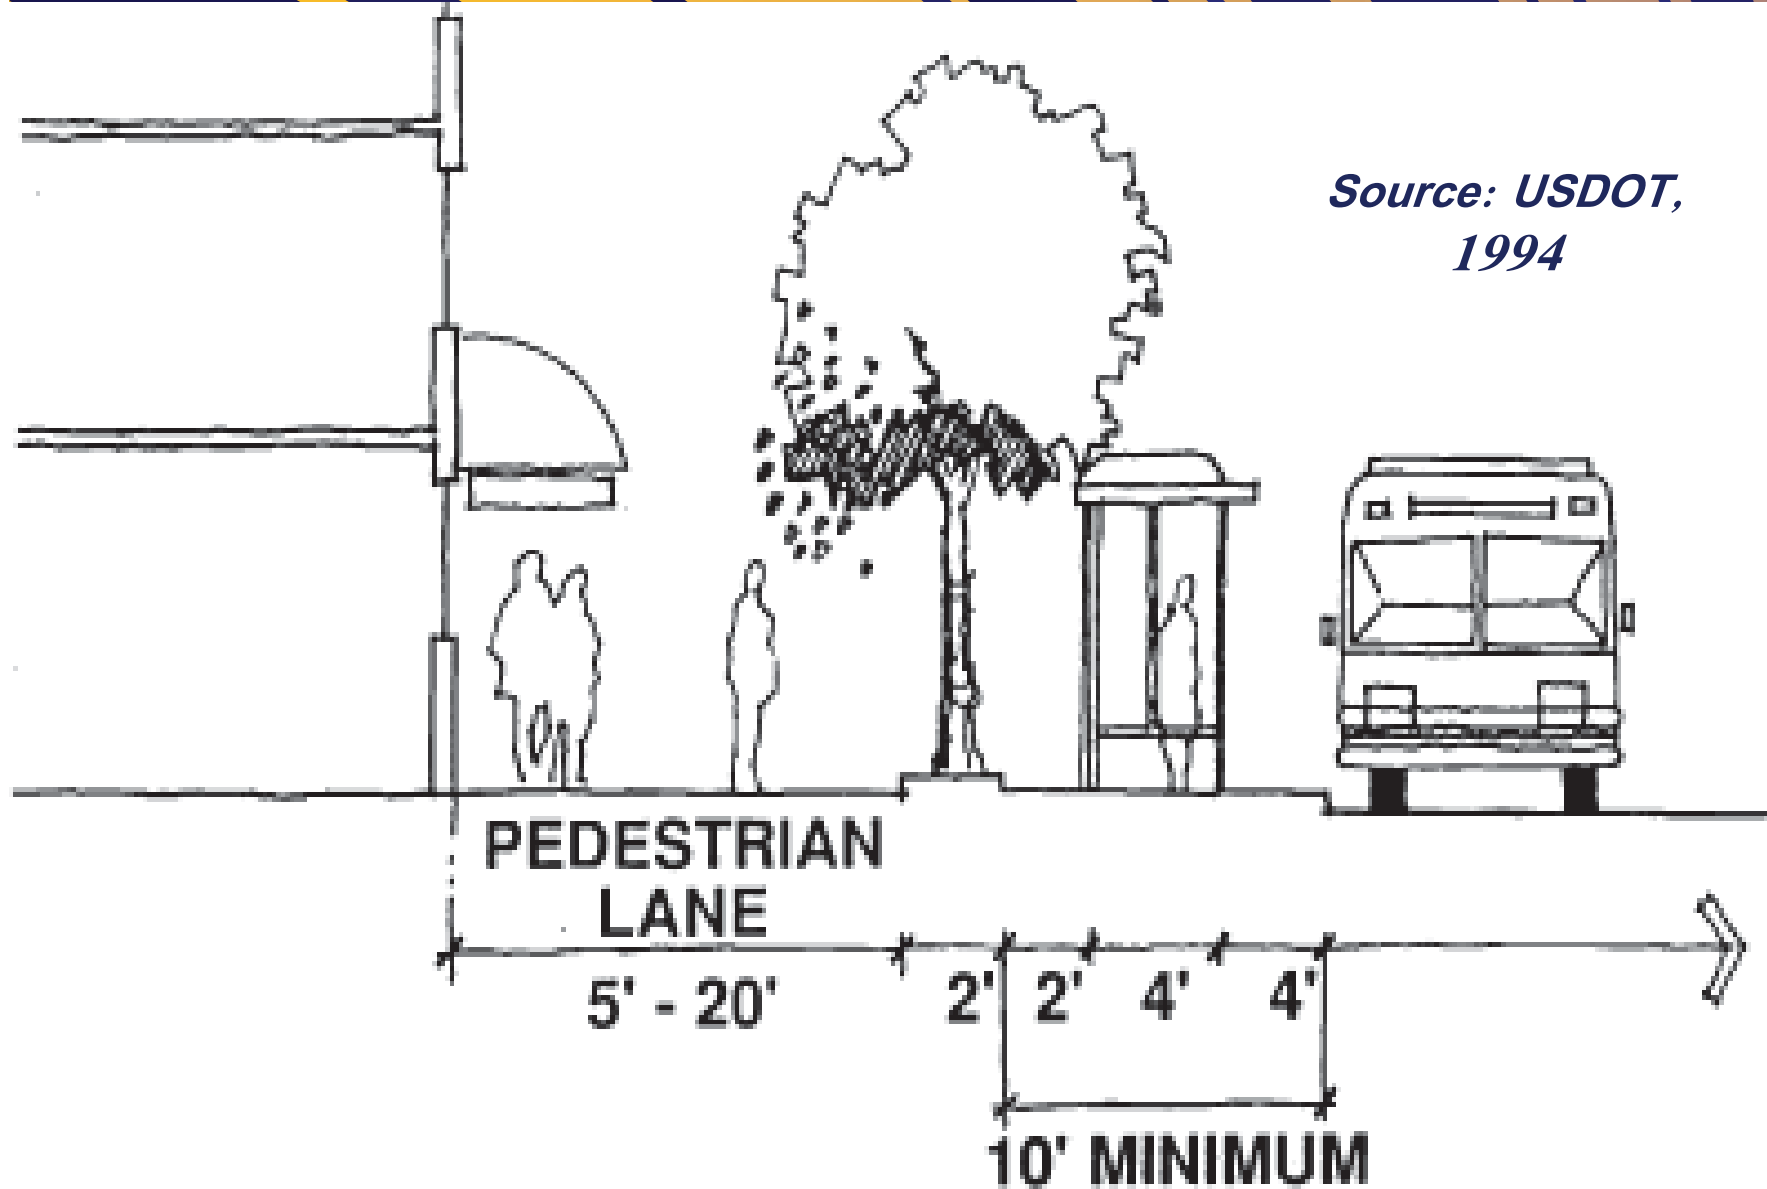 Source: USDOT,
1994
PEDESTRIAN
LANE
5' - 20'
2' 2' 4' 4'
10' MINIMUM